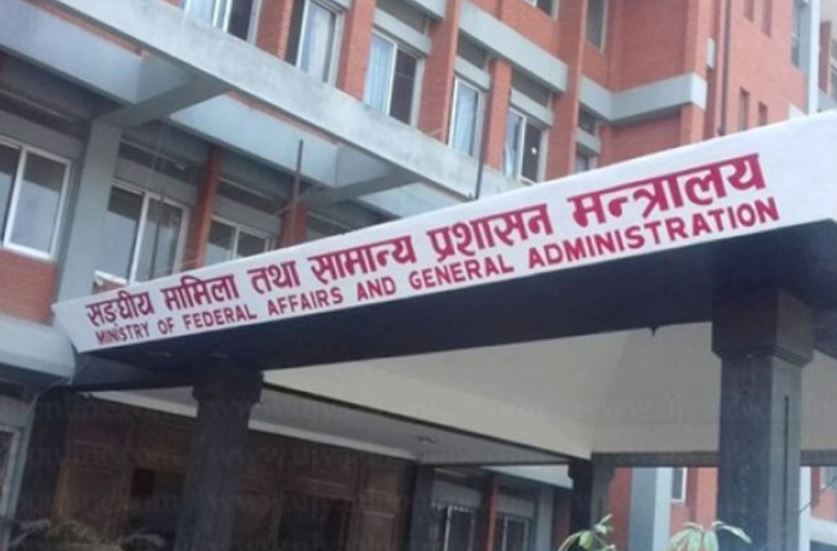 सङ्घीय मामिला तथा सामान्य प्रशासन मन्त्रालय
MINISTRY OF FEDERAL AFFAIRS AND GENERAL ADMINISTRATION